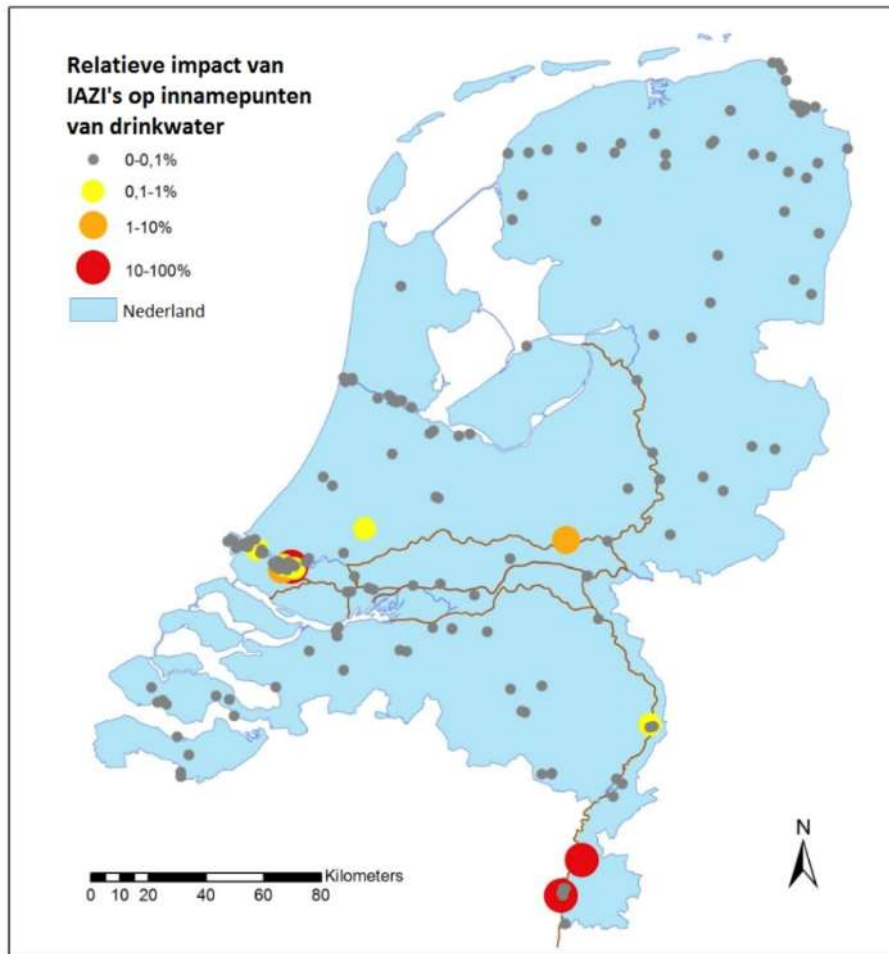 Relatieve impact van
IAZI's op innamepunten
van drinkwater
0-0,1%
0,1-1%
1-10%
10-100%
Nederland
N
Kilometers
0 10 20 40 60 80